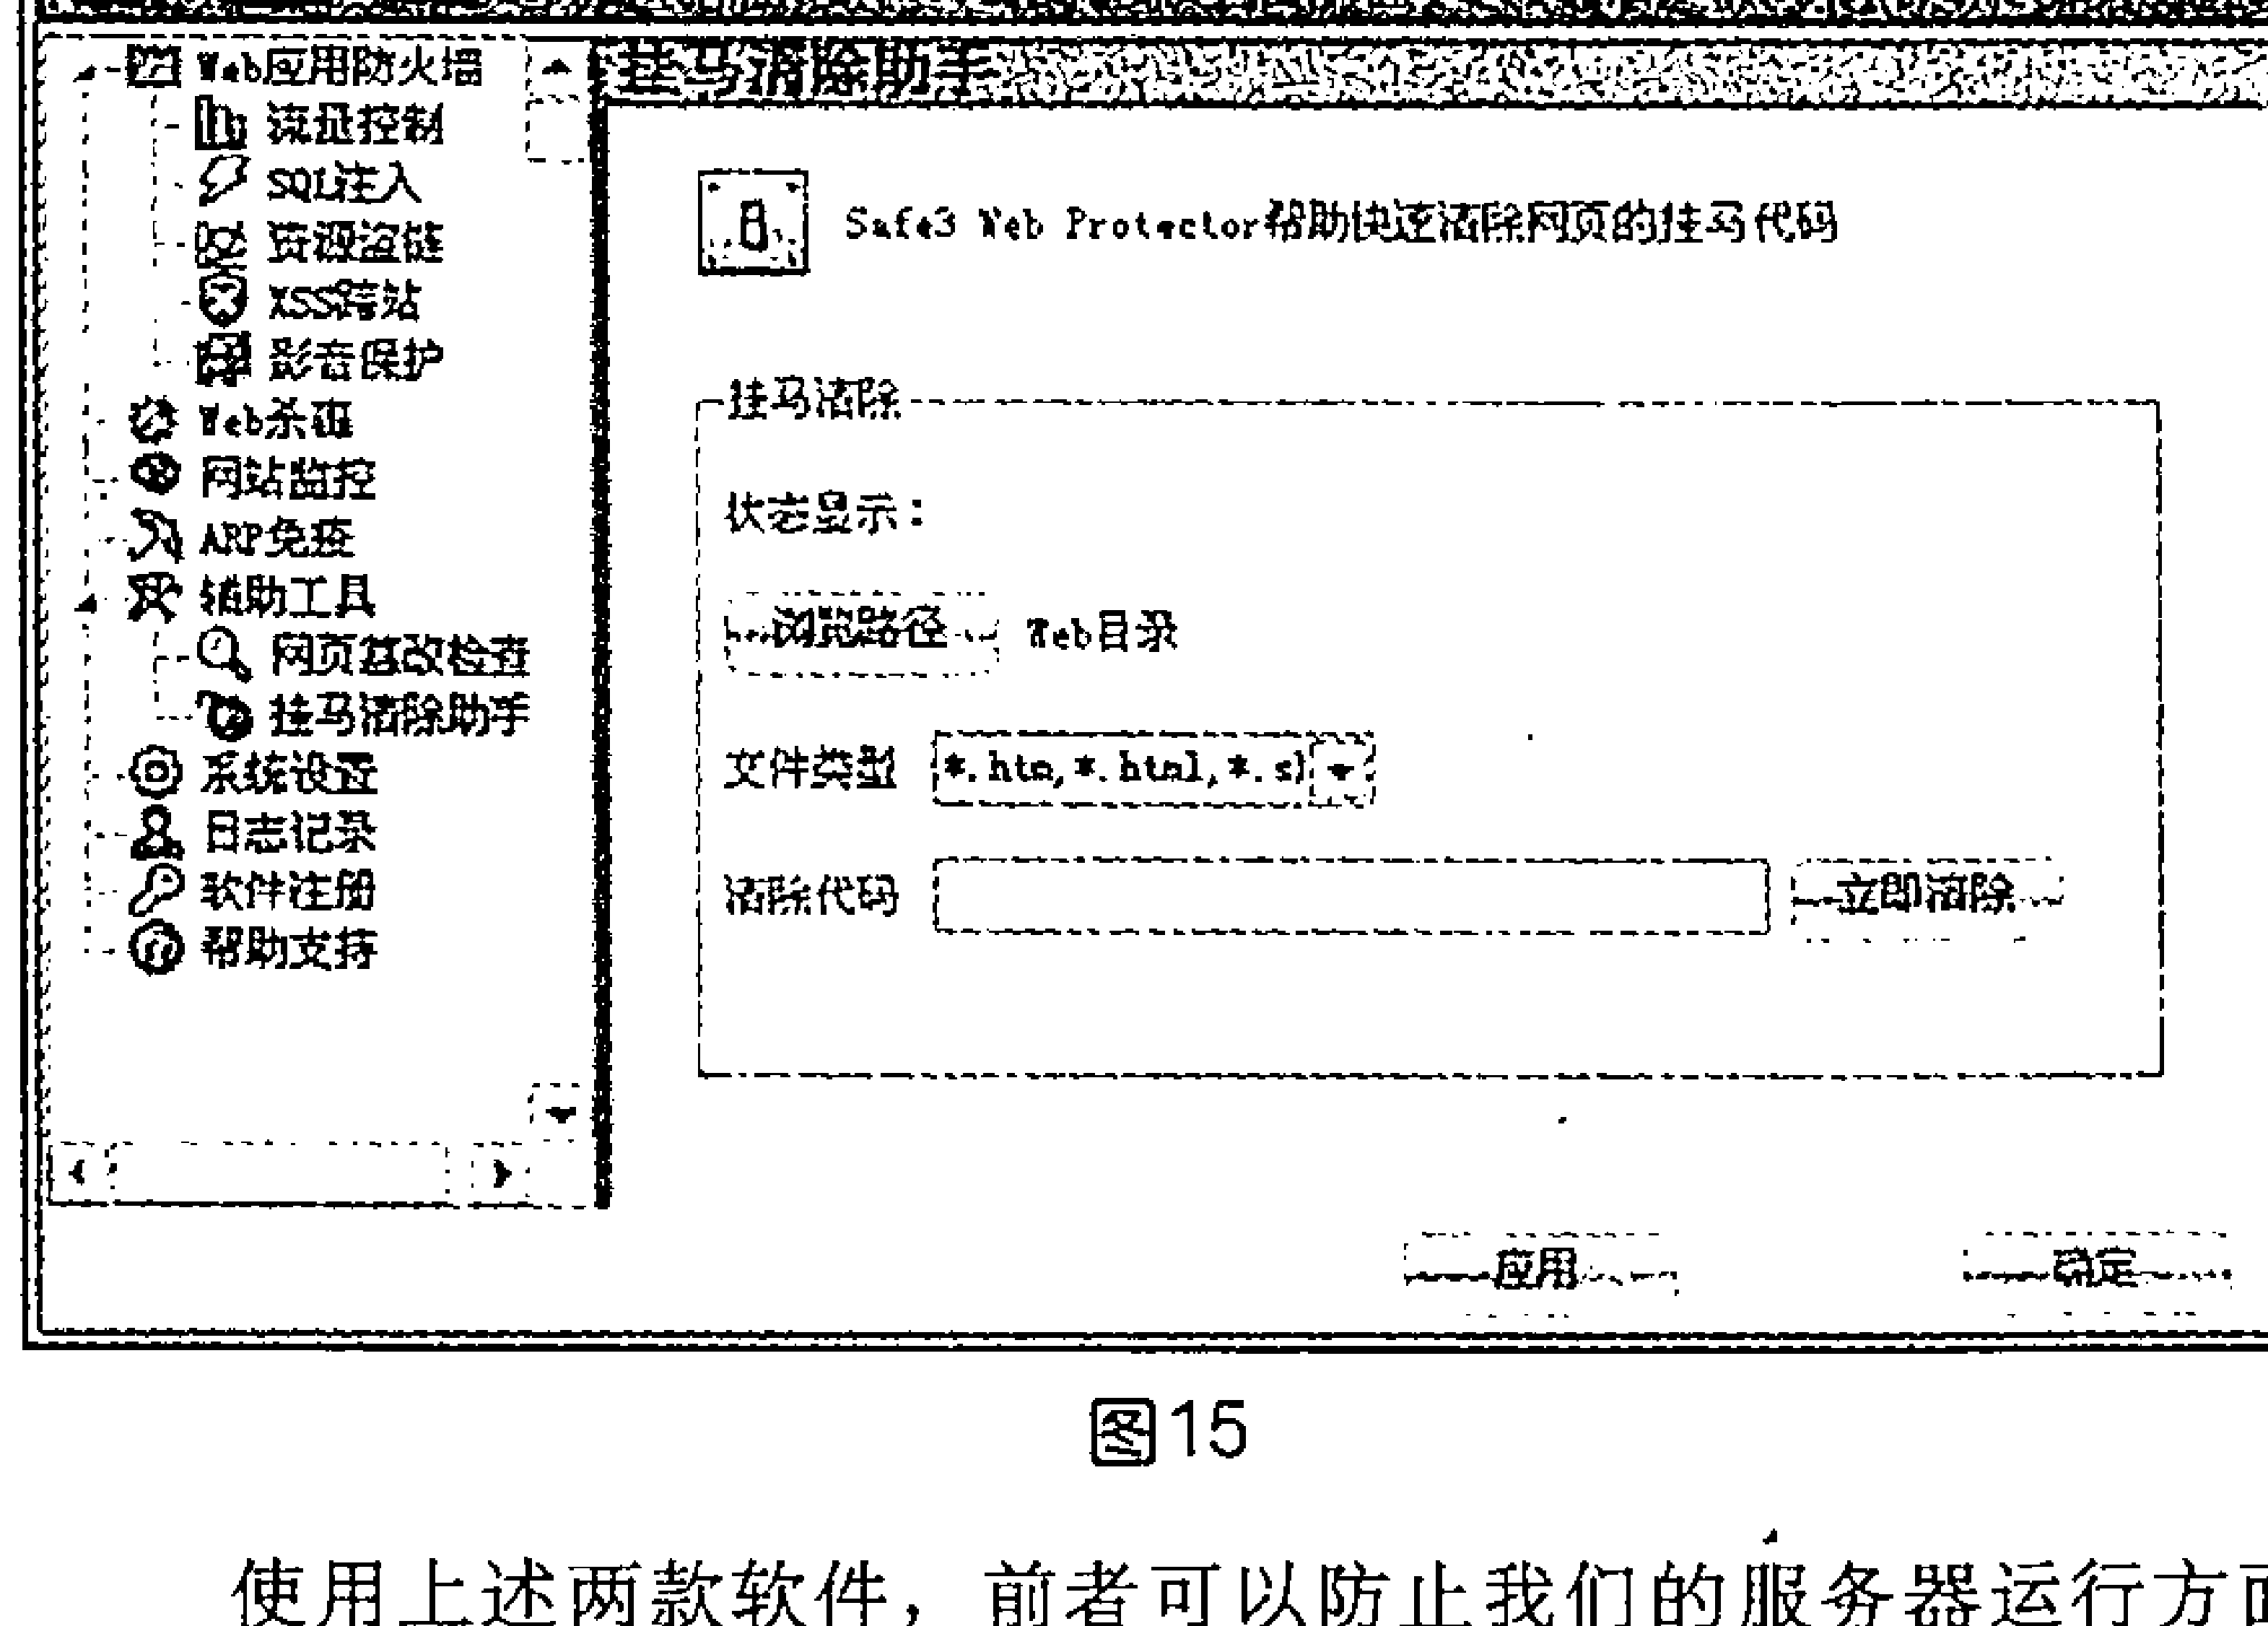 Web应用防火墙
流量控制
SQL注入
资源盗链
XSS跨站
影音保护
Web杀毒
网站监控
ARP免疫
辅助工具
网页篡改检查
挂马清除助手
系统设置
日志记录
软件注册
帮助支持
挂马清除助手
Safe3 Web Protector帮助快速清除网页的挂马代码
挂马清除
状态显示：
浏览路径 Web目录
文件类型 *.htm,*.html,*.s
清除代码 立即清除
应用 确定
图15
使用上述两款软件，前者可以防止我们的服务器运行方面